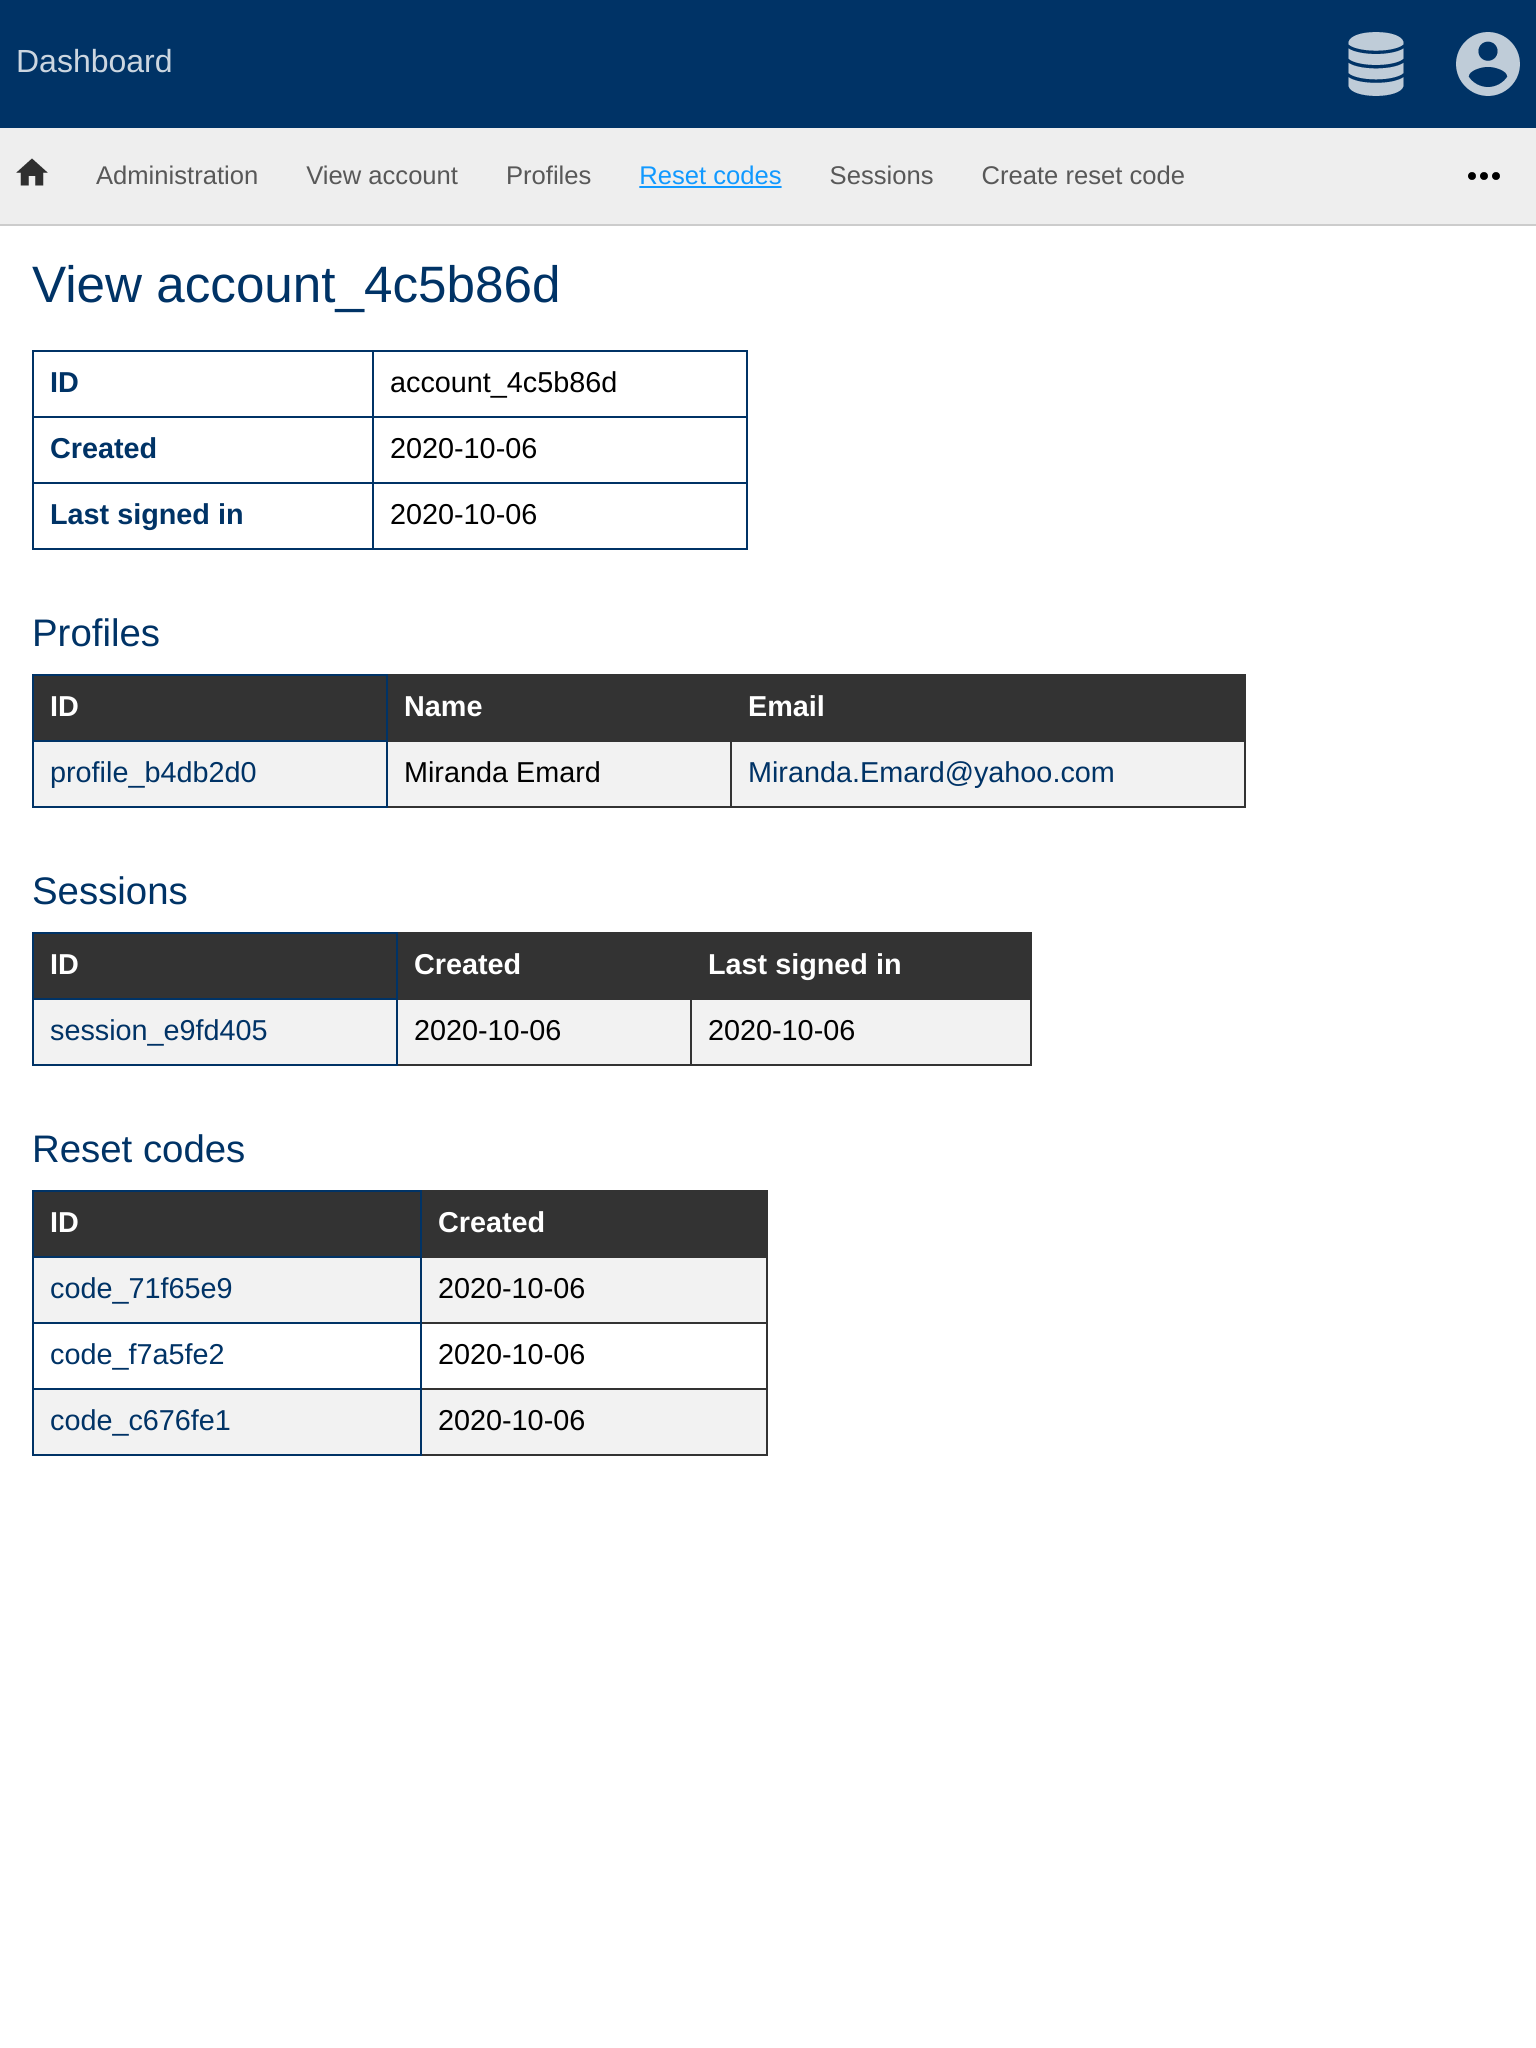 Dashboard
Administration View account Profiles Reset codes Sessions Create reset code
View account_4c5b86d
ID account_4c5b86d
Created 2020-10-06
Last signed in 2020-10-06
Profiles
ID Name Email
profile_b4db2d0 Miranda Emard Miranda.Emard@yahoo.com
Sessions
ID Created Last signed in
session_e9fd405 2020-10-06 2020-10-06
Reset codes
ID Created
code_71f65e9 2020-10-06
code_f7a5fe2 2020-10-06
code_c676fe1 2020-10-06